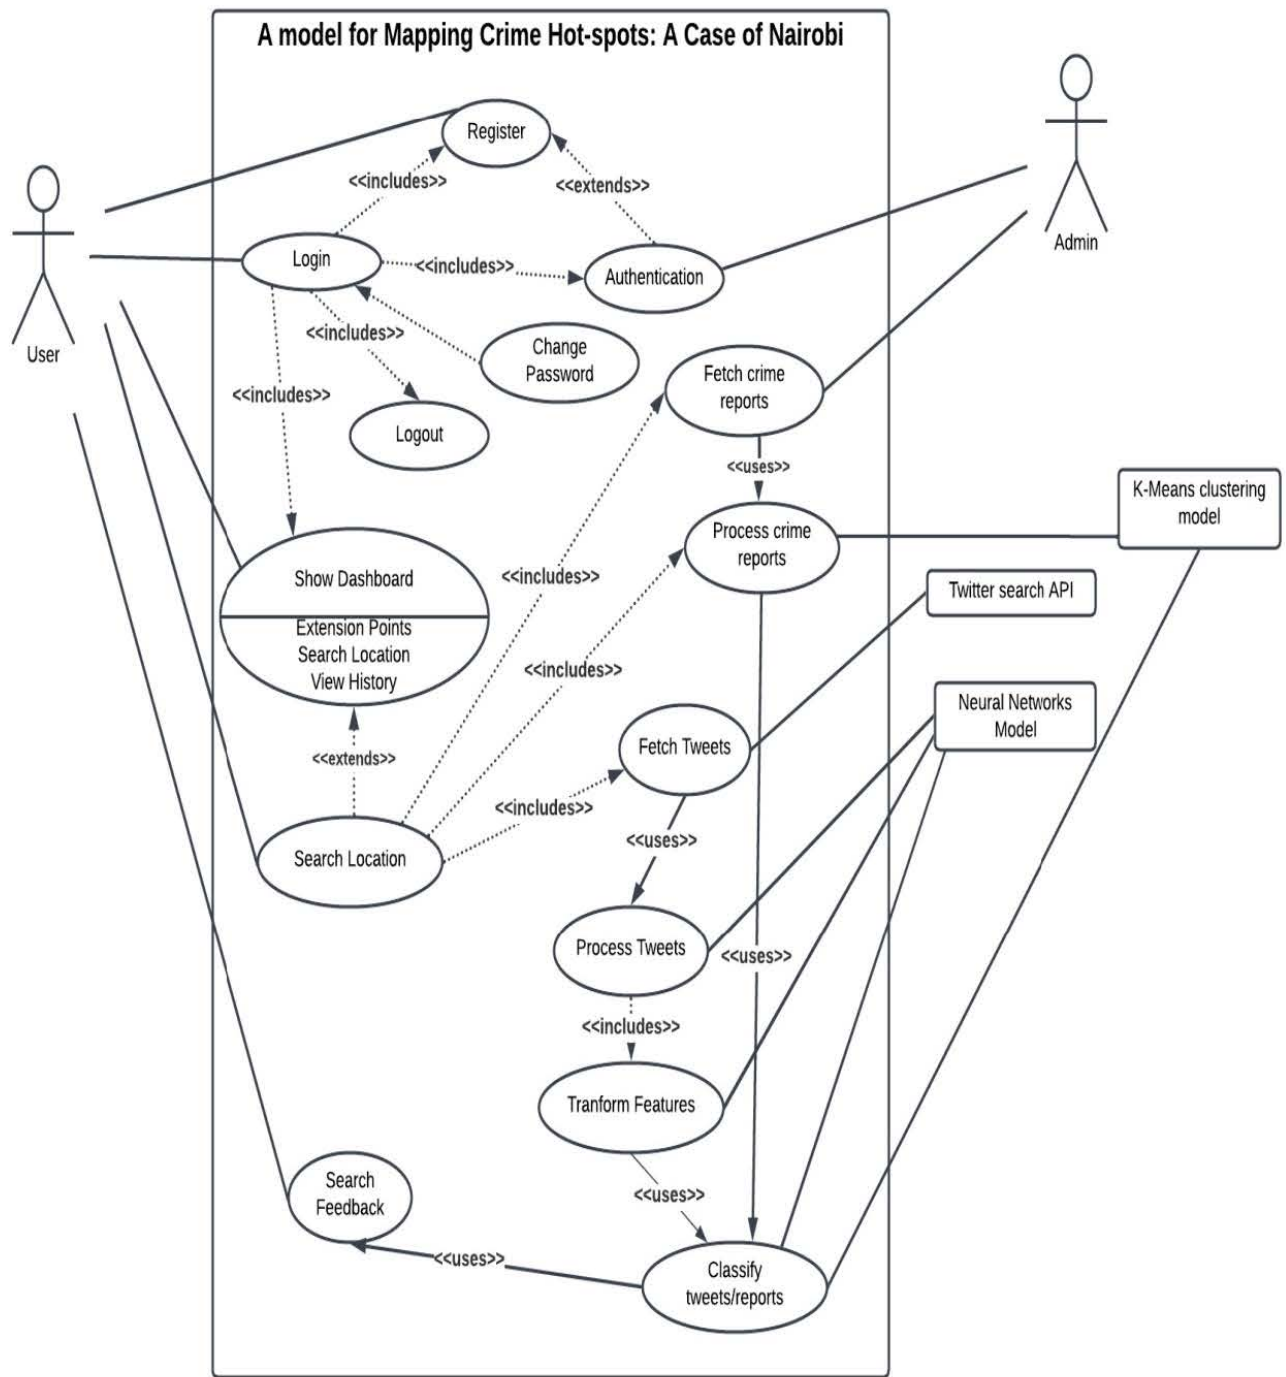 A model for Mapping Crime Hot-spots: A Case of Nairobi
Register
<<includes>>
<<extends>>
Login
<<includes>>
Authentication
Admin
User
<<includes>>
Change
Password
<<includes>>
Logout
Fetch crime
reports
<<uses>>
K-Means clustering
model
Process crime
reports
Show Dashboard
<<includes>>
Twitter search API
Extension Points
Search Location
View History
<<includes>>
Neural Networks
Model
Fetch Tweets
<<extends>>
<<includes>>
<<uses>>
Search Location
Process Tweets
<<uses>>
<<includes>>
Tranform Features
Search
Feedback
<<uses>>
<<uses>>
Classify
tweets/reports